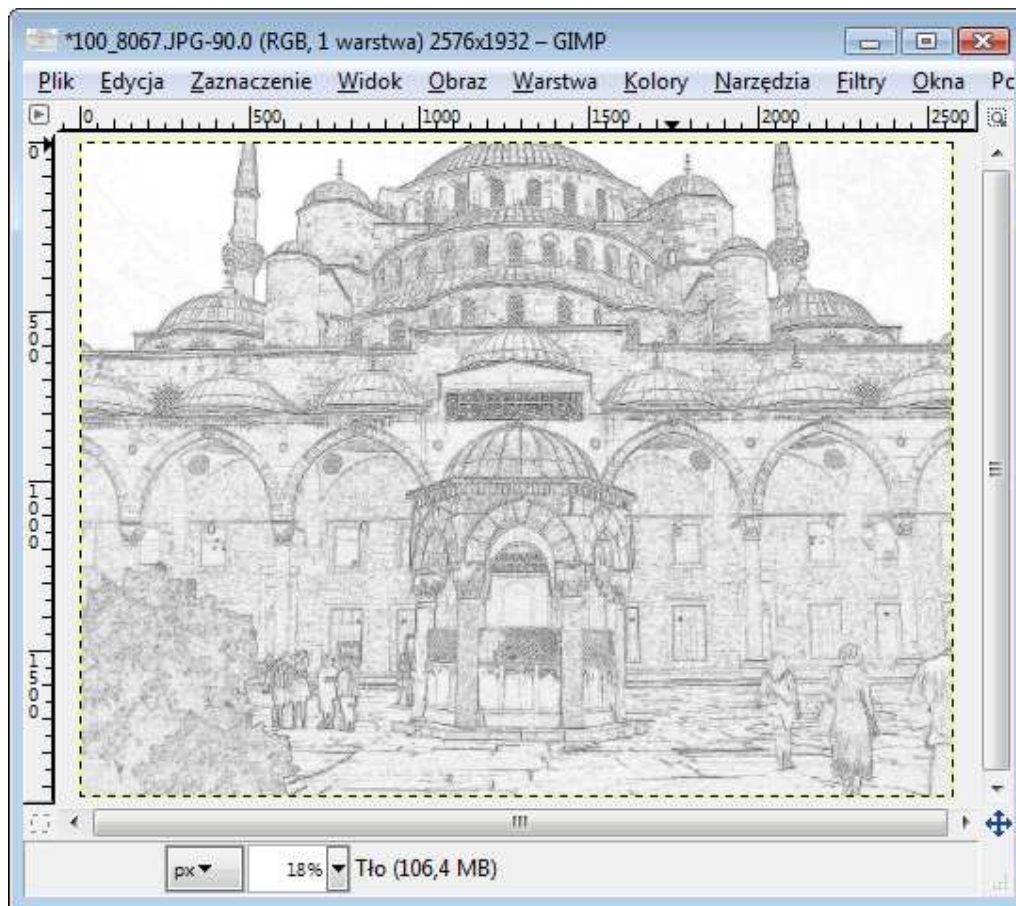 *100_8067.JPG-90.0 (RGB, 1 warstwa) 2576x1932 – GIMP
Plik Edycja Zaznaczenie Widok Obraz Warstwa Kolory Narzędzia Filtry Okna Pc
0 500 1000 1500 2000 2500
0
500
1000
1500
px 18% Tło (106,4 MB)